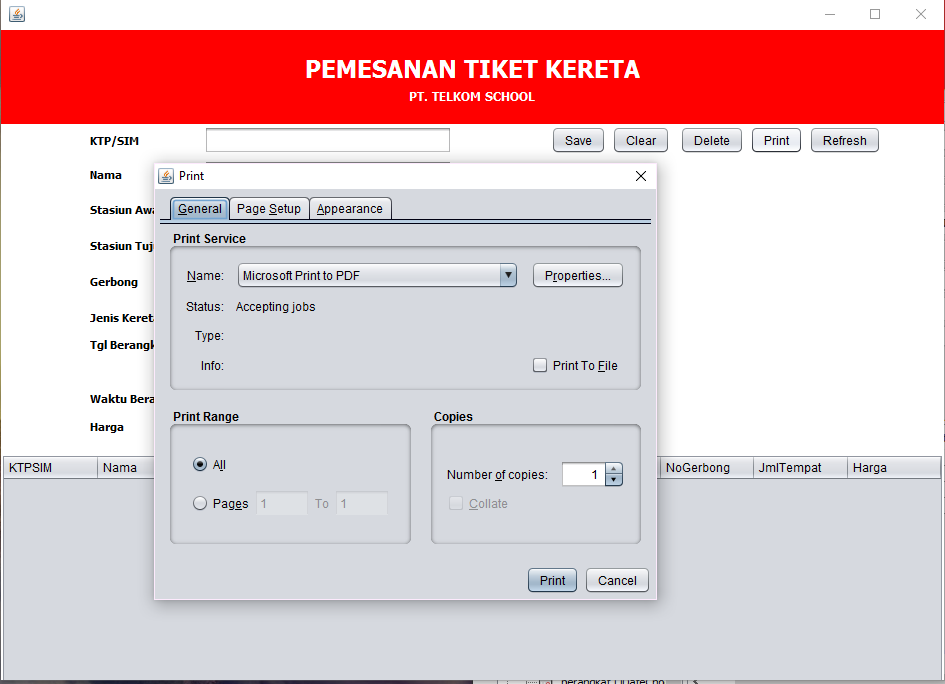 PEMESANAN TIKET KERETA
PT. TELKOM SCHOOL
KTP/SIM
Save Clear Delete Print Refresh
Nama
Print
Stasiun Awa
General Page Setup Appearance
Print Service
Stasiun Tuj
Name: Microsoft Print to PDF Properties...
Gerbong
Status: Accepting jobs
Jenis Keret
Type:
Tgl Berangk
Info: Print To File
Waktu Bera
Print Range Copies
Harga
All
KTPSIM Nama NoGerbong JmlTempat Harga
Number of copies: 1
Pages 1 To 1
Collate
Print Cancel